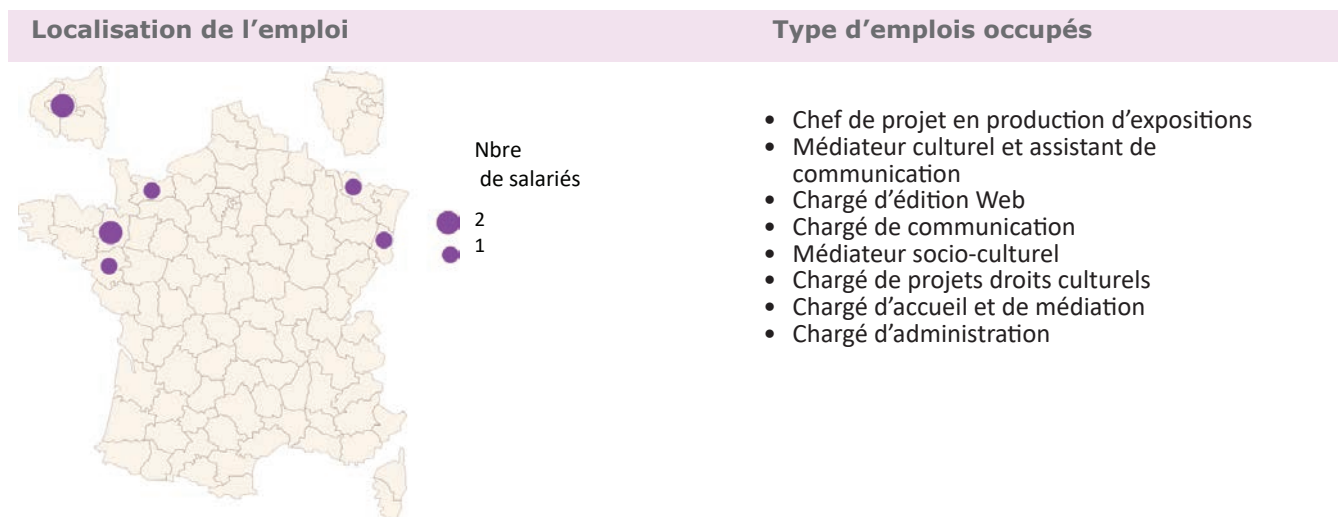 Localisation de l’emploi
Type d’emplois occupés
Nbre
de salariés
2
1
• Chef de projet en production d’expositions
• Médiateur culturel et assistant de
communication
• Chargé d’édition Web
• Chargé de communication
• Médiateur socio-culturel
• Chargé de projets droits culturels
• Chargé d’accueil et de médiation
• Chargé d’administration